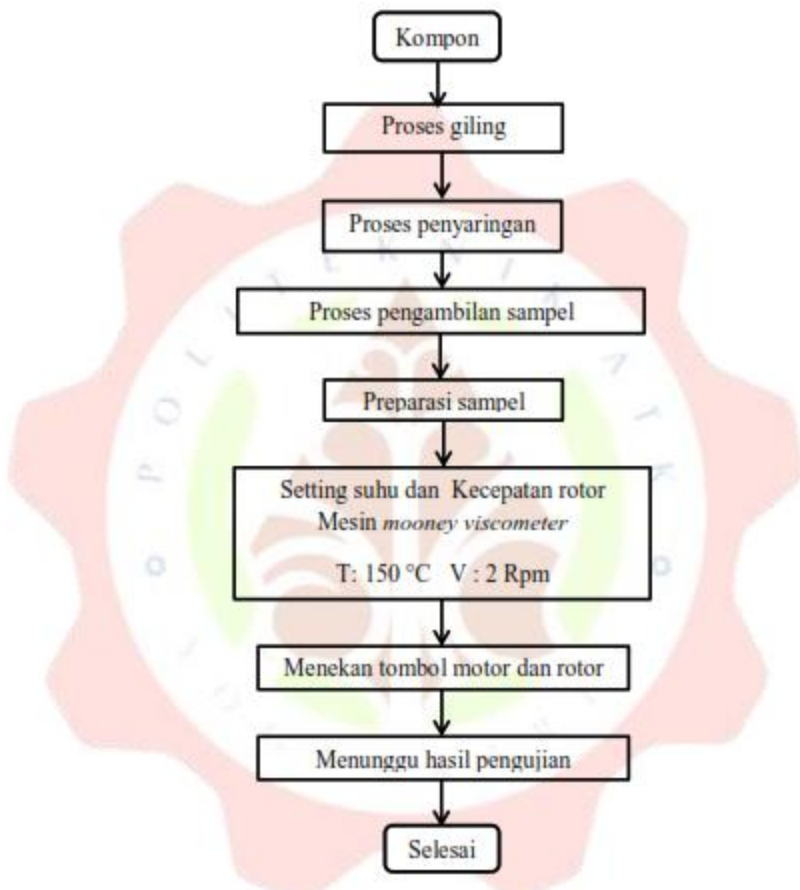 Kompon
Proses giling
Proses penyaringan
Proses pengambilan sampel
Preparasi sampel
Setting suhu dan Kecepatan rotor
Mesin mooney viscometer
T: 150 °C V : 2 Rpm
Menekan tombol motor dan rotor
Menunggu hasil pengujian
Selesai